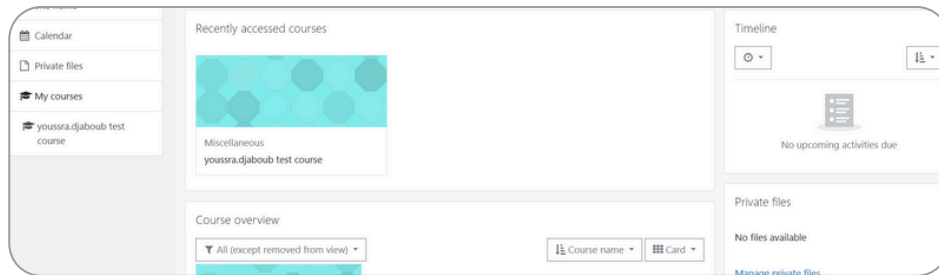 Calendar
Private files
My courses
youssra.djaboub test
course
Recently accessed courses
Miscellaneous
youssra.djaboub test course
Course overview
All (except removed from view)
Course name
Card
Timeline
No upcoming activities due
Private files
No files available
Manage private files